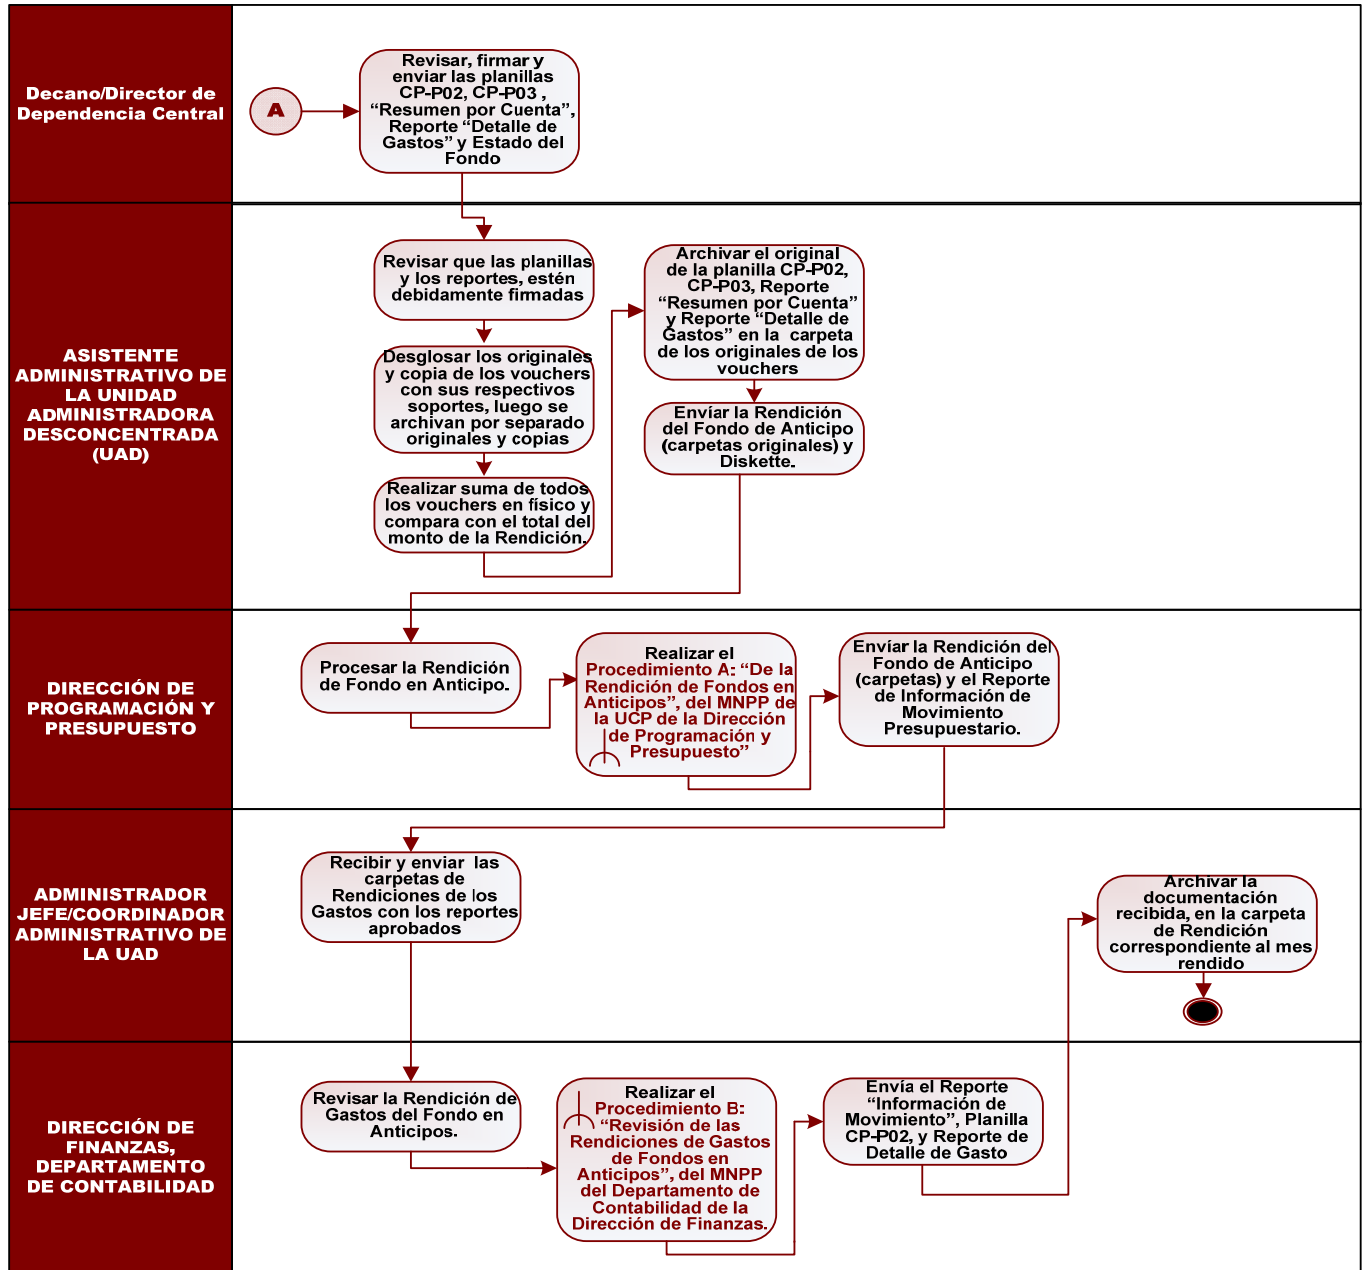 Decano/Director de
Dependencia Central
A
Revisar, firmar y
enviar las planillas
CP-P02, CP-P03 ,
“Resumen por Cuenta”,
Reporte “Detalle de
Gastos” y Estado del
Fondo
ASISTENTE
ADMINISTRATIVO DE
LA UNIDAD
ADMINISTRADORA
DESCONCENTRADA
(UAD)
Revisar que las planillas
y los reportes, estén
debidamente firmadas
Desglosar los originales
y copia de los vouchers
con sus respectivos
soportes, luego se
archivan por separado
originales y copias
Realizar suma de todos
los vouchers en físico y
compara con el total del
monto de la Rendición.
Archivar el original
de la planilla CP-P02,
CP-P03, Reporte
“Resumen por Cuenta”
y Reporte “Detalle de
Gastos” en la carpeta
de los originales de los
vouchers
Envíar la Rendición
del Fondo de Anticipo
(carpetas originales) y
Diskette.
DIRECCIÓN DE
PROGRAMACIÓN Y
PRESUPUESTO
Procesar la Rendición
de Fondo en Anticipo.
Realizar el
Procedimiento A: “De la
Rendición de Fondos en
Anticipos”, del MNPP de
la UCP de la Dirección
de Programación y
Presupuesto”
Envíar la Rendición del
Fondo de Anticipo
(carpetas) y el Reporte
de Información de
Movimiento
Presupuestario.
ADMINISTRADOR
JEFE/COORDINADOR
ADMINISTRATIVO DE
LA UAD
Recibir y enviar las
carpetas de
Rendiciones de los
Gastos con los reportes
aprobados
Archivar la
documentación
recibida, en la carpeta
de Rendición
correspondiente al mes
rendido
DIRECCIÓN DE
FINANZAS,
DEPARTAMENTO
DE CONTABILIDAD
Revisar la Rendición de
Gastos del Fondo en
Anticipos.
Realizar el
Procedimiento B:
“Revisión de las
Rendiciones de Gastos
de Fondos en
Anticipos”, del MNPP
del Departamento de
Contabilidad de la
Dirección de Finanzas.
Envía el Reporte
“Información de
Movimiento”, Planilla
CP-P02, y Reporte de
Detalle de Gasto